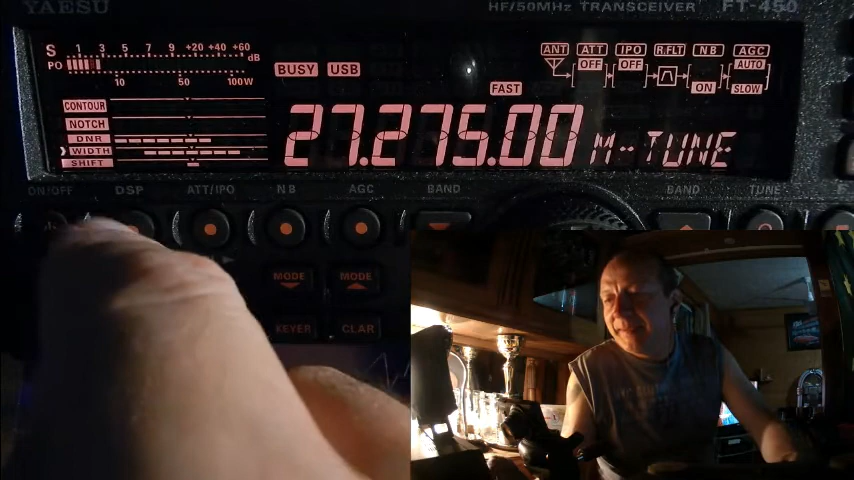 YAESU
HF/50MHz TRANSCEIVER FT-450
S 1 3 5 7 9 +20 +40 +60 dB
PO 10 50 100W
BUSY USB
ANT ATT IPO R.FLT NB AGC
OFF OFF AUTO
ON SLOW
FAST
CONTOUR
NOTCH
DNR
WIDTH
SHIFT
27.275.00 M-TUNE
ON/OFF DSP ATT/IPO NB AGC BAND BAND TUNE
MODE MODE
KEYER CLAR